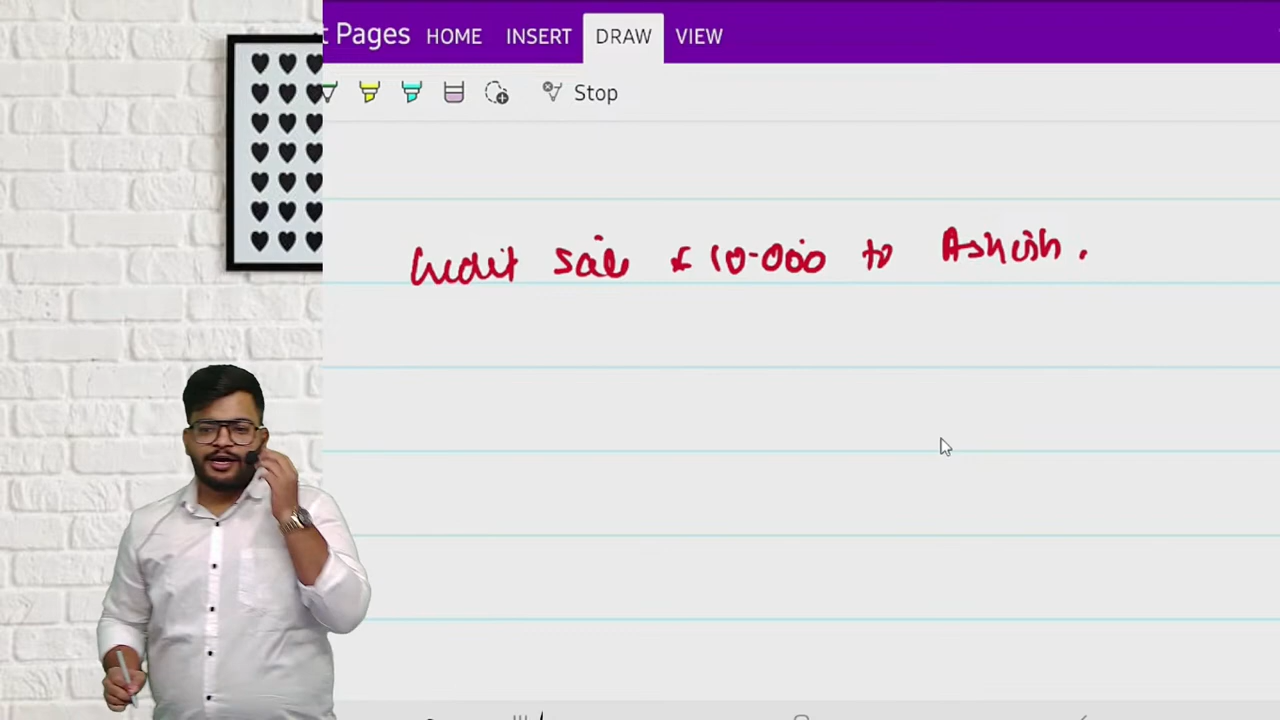 t Pages HOME INSERT DRAW VIEW
Stop
Credit Sale ₹ 10.000 to Ashish.